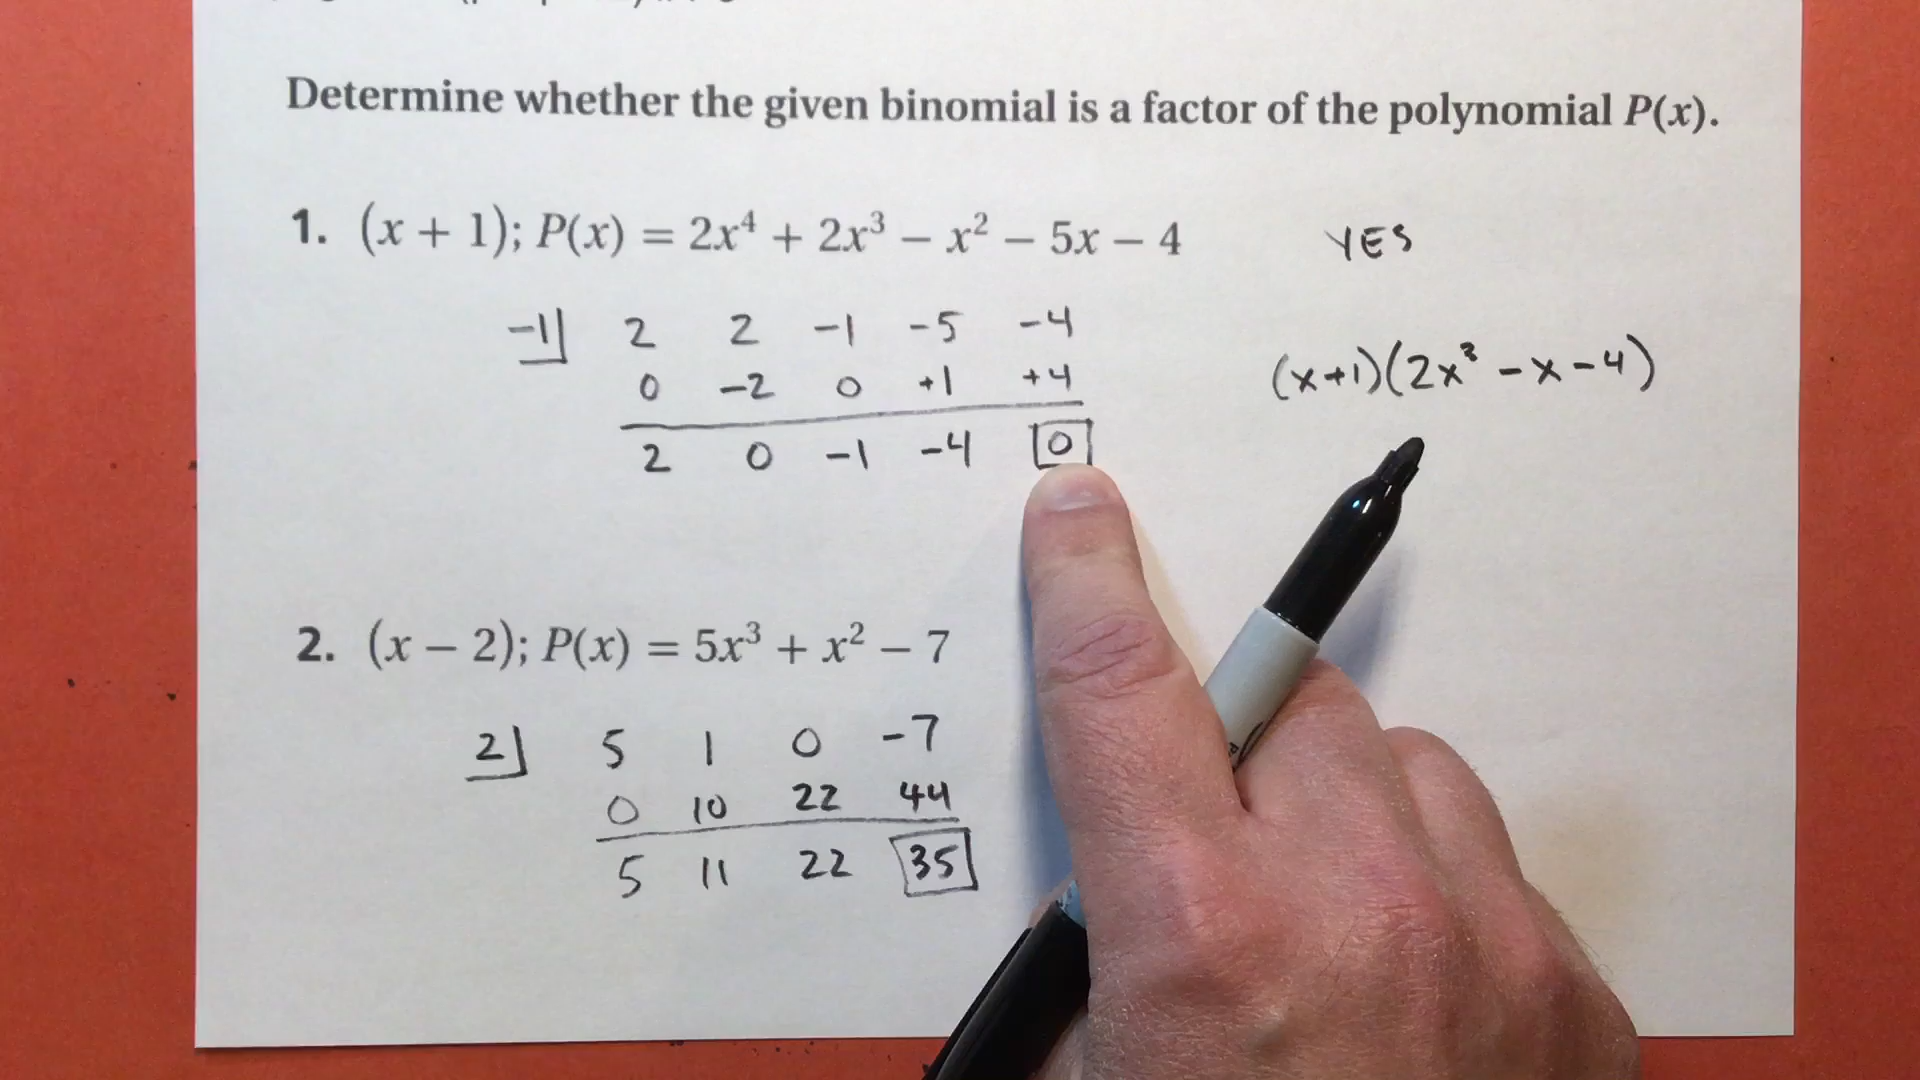 Determine whether the given binomial is a factor of the polynomial P(x).
1. (x + 1); P(x) = 2x⁴ + 2x³ – x² – 5x – 4
YES
-1 2 2 -1 -5 -4
0 -2 0 +1 +4
(x+1)(2x³ -x-4)
2 0 -1 -4 0
2. (x – 2); P(x) = 5x³ + x² – 7
2 5 1 0 -7
0 10 22 44
5 11 22 35